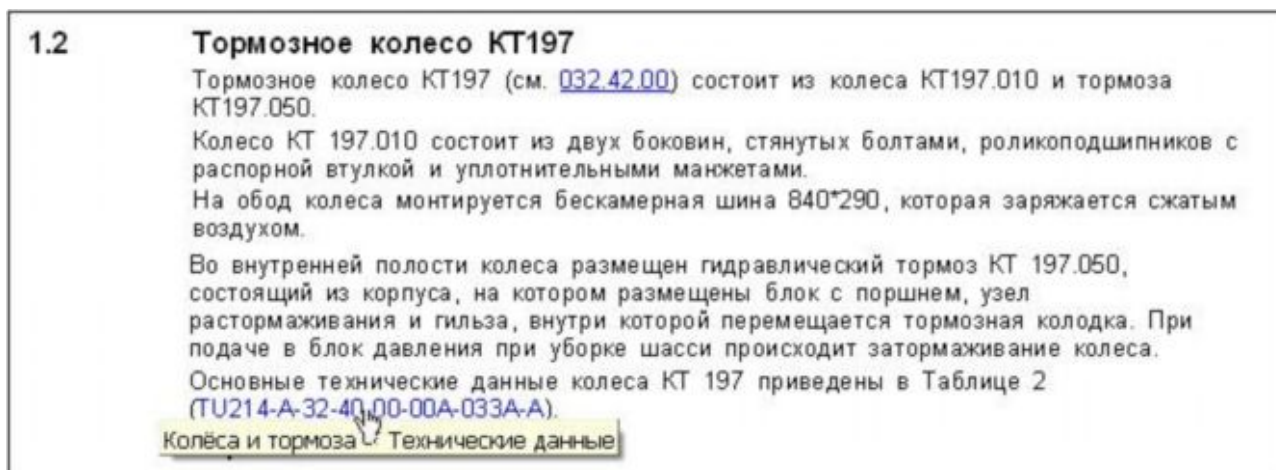 1.2 Тормозное колесо КТ197
Тормозное колесо КТ197 (см. 032.42.00) состоит из колеса КТ197.010 и тормоза
КТ197.050.
Колесо КТ 197.010 состоит из двух боковин, стянутых болтами, роликоподшипников с
распорной втулкой и уплотнительными манжетами.
На обод колеса монтируется бескамерная шина 840*290, которая заряжается сжатым
воздухом.
Во внутренней полости колеса размещен гидравлический тормоз КТ 197.050,
состоящий из корпуса, на котором размещены блок с поршнем, узел
растормаживания и гильза, внутри которой перемещается тормозная колодка. При
подаче в блок давления при уборке шасси происходит затормаживание колеса.
Основные технические данные колеса КТ 197 приведены в Таблице 2
(TU214-A-32-40-00-00A-033A-A).
Колёса и тормоза Технические данные